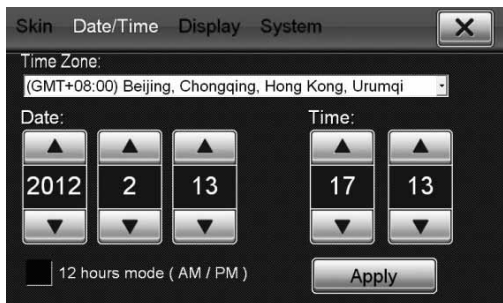 Skin Date/Time Display System X
Time Zone:
(GMT+08:00) Beijing, Chongqing, Hong Kong, Urumqi
Date: Time:
2012 2 13 17 13
12 hours mode ( AM / PM ) Apply